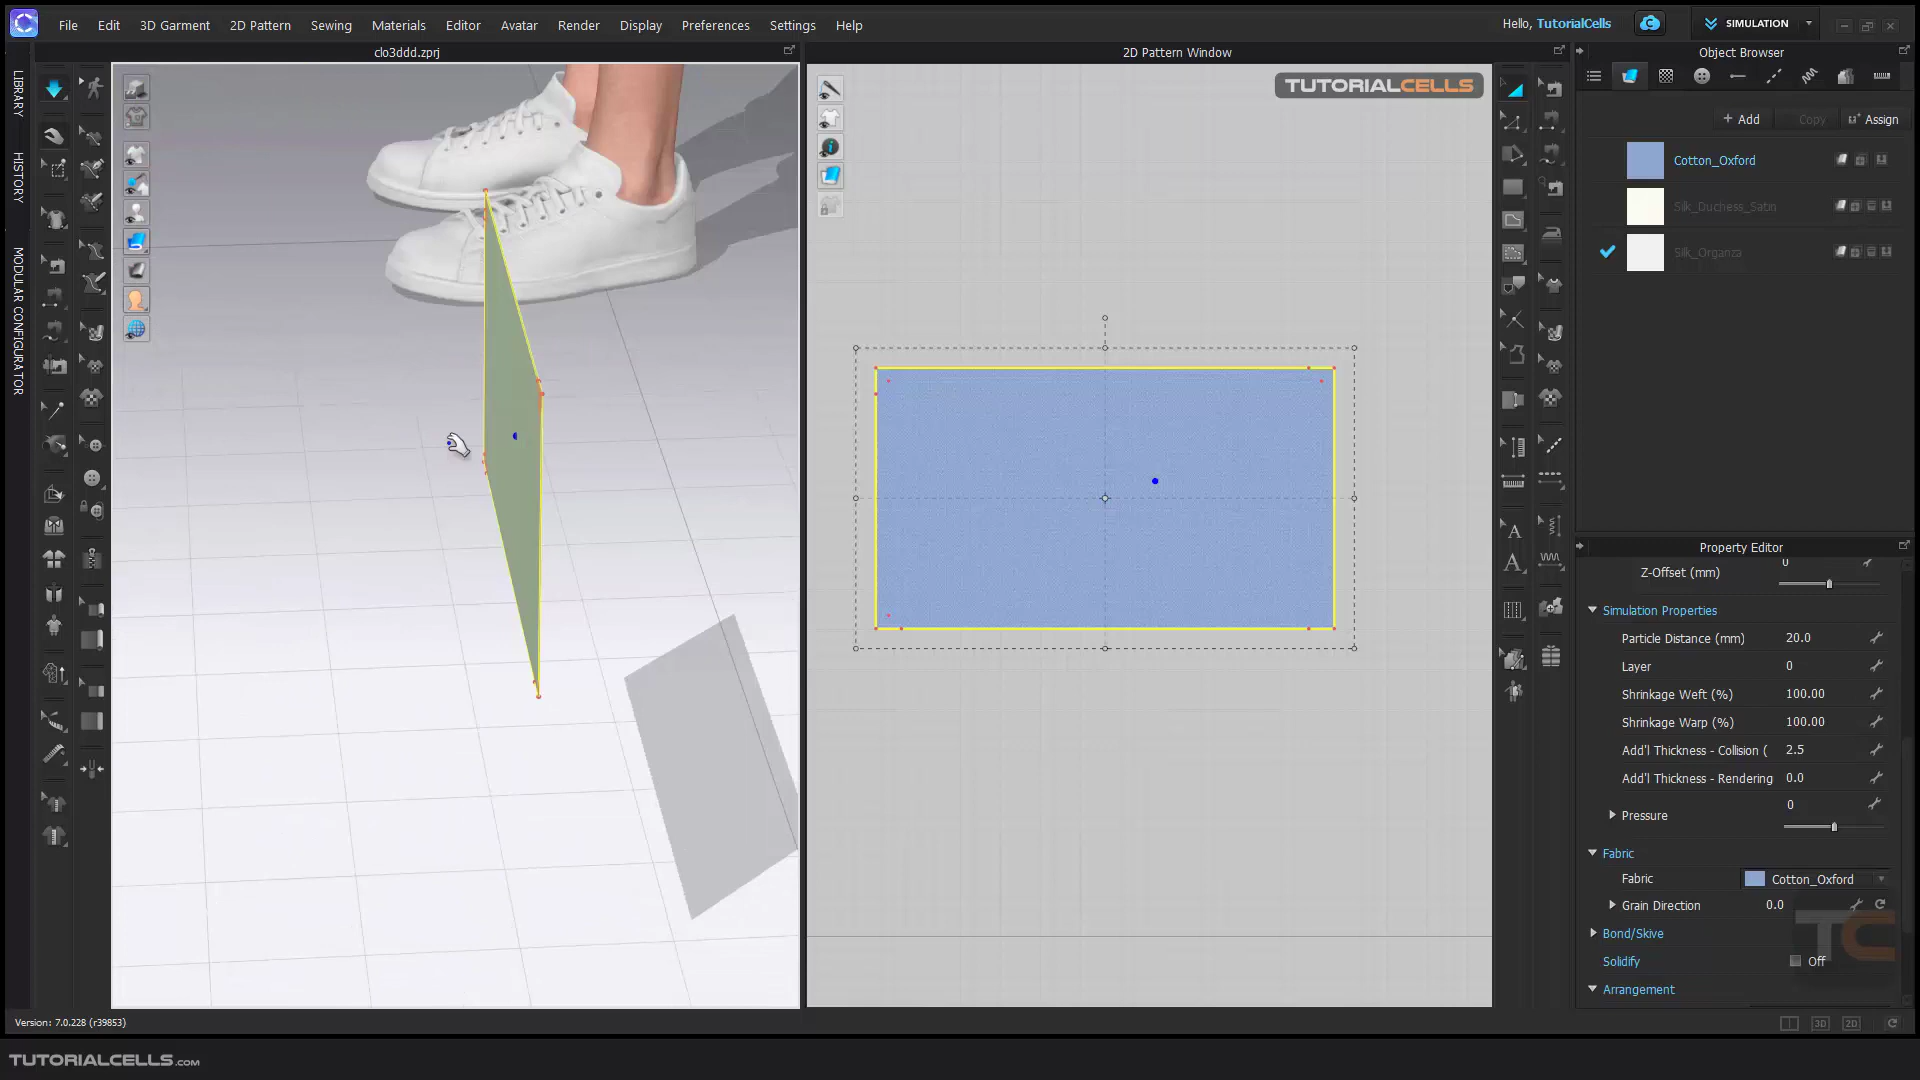 File Edit 3D Garment 2D Pattern Sewing Materials Editor Avatar Render Display Preferences Settings Help
Hello, TutorialCells
SIMULATION
clo3ddd.zprj
2D Pattern Window
Object Browser
LIBRARY
HISTORY
MODULAR CONFIGURATOR
TUTORIALCELLS
+ Add Copy Assign
Cotton_Oxford
Silk_Duchess_Satin
Silk_Organza
Property Editor
Z-Offset (mm) 0
Simulation Properties
Particle Distance (mm) 20.0
Layer 0
Shrinkage Weft (%) 100.00
Shrinkage Warp (%) 100.00
Add'l Thickness - Collision ( 2.5
Add'l Thickness - Rendering 0.0
Pressure 0
Fabric
Fabric Cotton_Oxford
Grain Direction 0.0
Bond/Skive
Solidify Off
Arrangement
TC
Version: 7.0.228 (r39853)
3D 2D
TUTORIALCELLS.com